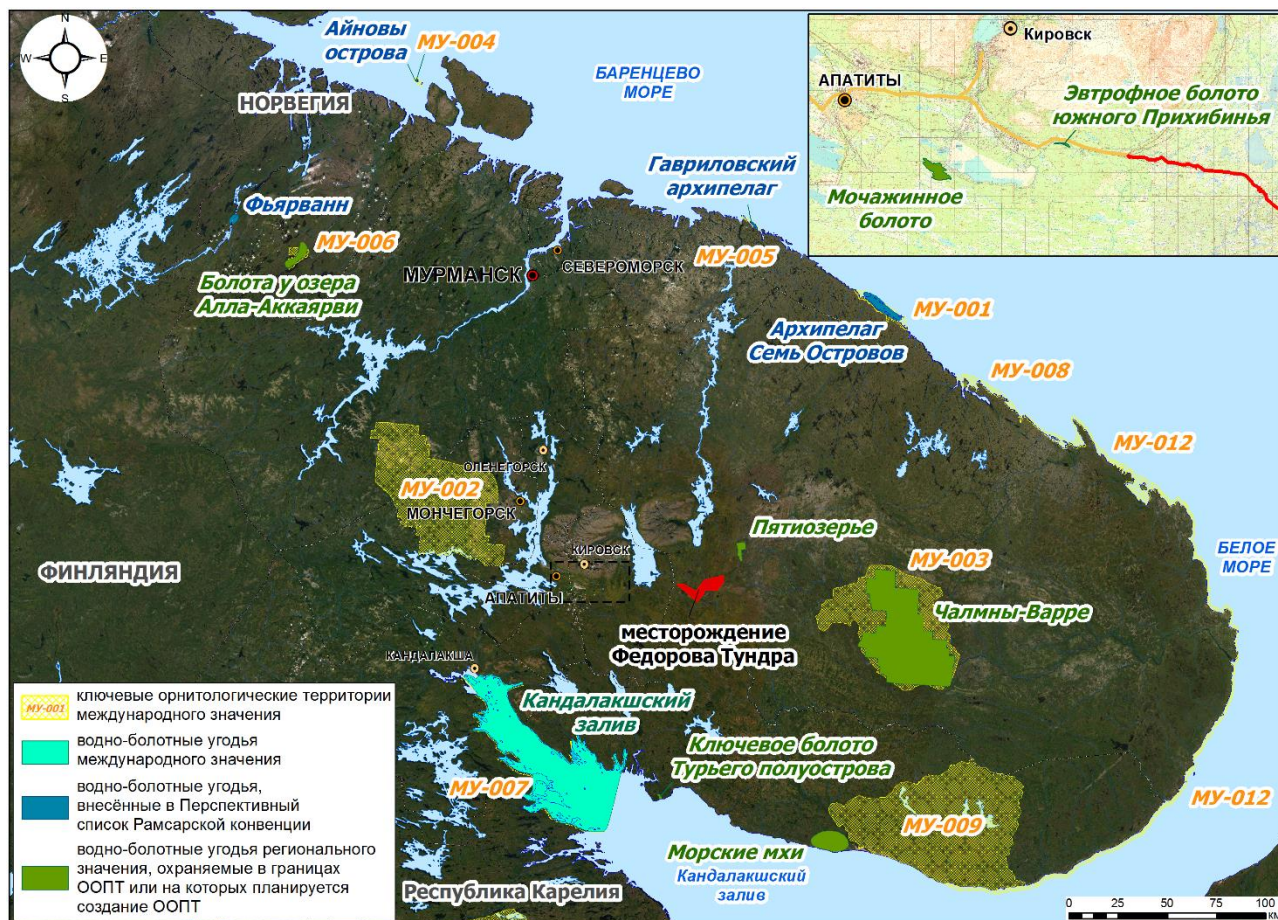 N
W
E
S
Айновы
острова
МУ-004
БАРЕНЦЕВО
МОРЕ
НОРВЕГИЯ
Кировск
АПАТИТЫ
Эвтрофное болото
южного Прихибинья
Мочажинное
болото
Гавриловский
архипелаг
Фьярванн
МУ-006
Болота у озера
Алла-Аккаярви
МУРМАНСК
СЕВЕРОМОРСК
МУ-005
МУ-001
Архипелаг
Семь Островов
МУ-008
МУ-012
ОЛЕНЕГОРСК
МУ-002
МОНЧЕГОРСК
Пятиозерье
КИРОВСК
МУ-003
БЕЛОЕ
МОРЕ
ФИНЛЯНДИЯ
АПАТИТЫ
Чалмны-Варре
месторождение
Федорова Тундра
КАНДАЛАКША
Кандалакшский
залив
Ключевое болото
Турьего полуострова
МУ-007
МУ-012
МУ-009
Морские мхи
Кандалакшский
залив
Республика Карелия
МУ-001
ключевые орнитологические территории
международного значения
водно-болотные угодья
международного значения
водно-болотные угодья,
внесённые в Перспективный
список Рамсарской конвенции
водно-болотные угодья регионального
значения, охраняемые в границах
ООПТ или на которых планируется
создание ООПТ
0 25 50 75 100